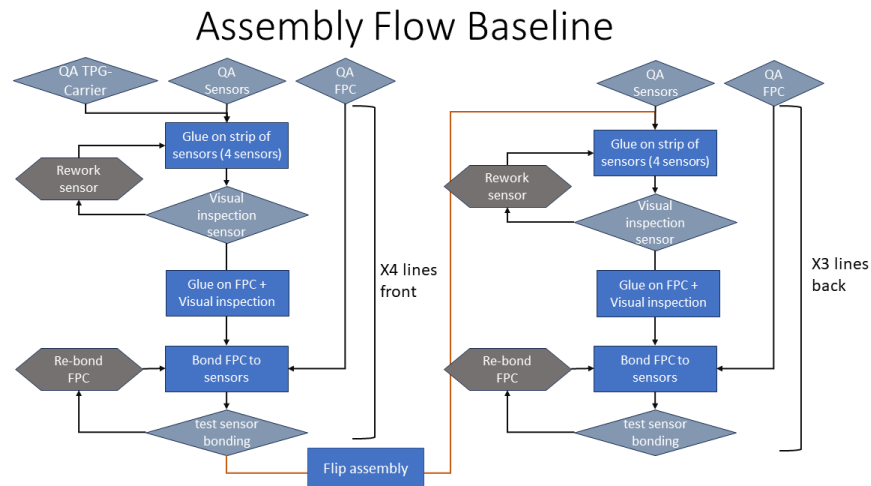 Assembly Flow Baseline
QA TPG-
Carrier
QA
Sensors
QA
FPC
Glue on strip of
sensors (4 sensors)
Rework
sensor
Visual
inspection
sensor
Glue on FPC +
Visual inspection
X4 lines
front
Re-bond
FPC
Bond FPC to
sensors
test sensor
bonding
Flip assembly
QA
Sensors
QA
FPC
Glue on strip of
sensors (4 sensors)
Rework
sensor
Visual
inspection
sensor
Glue on FPC +
Visual inspection
X3 lines
back
Re-bond
FPC
Bond FPC to
sensors
test sensor
bonding